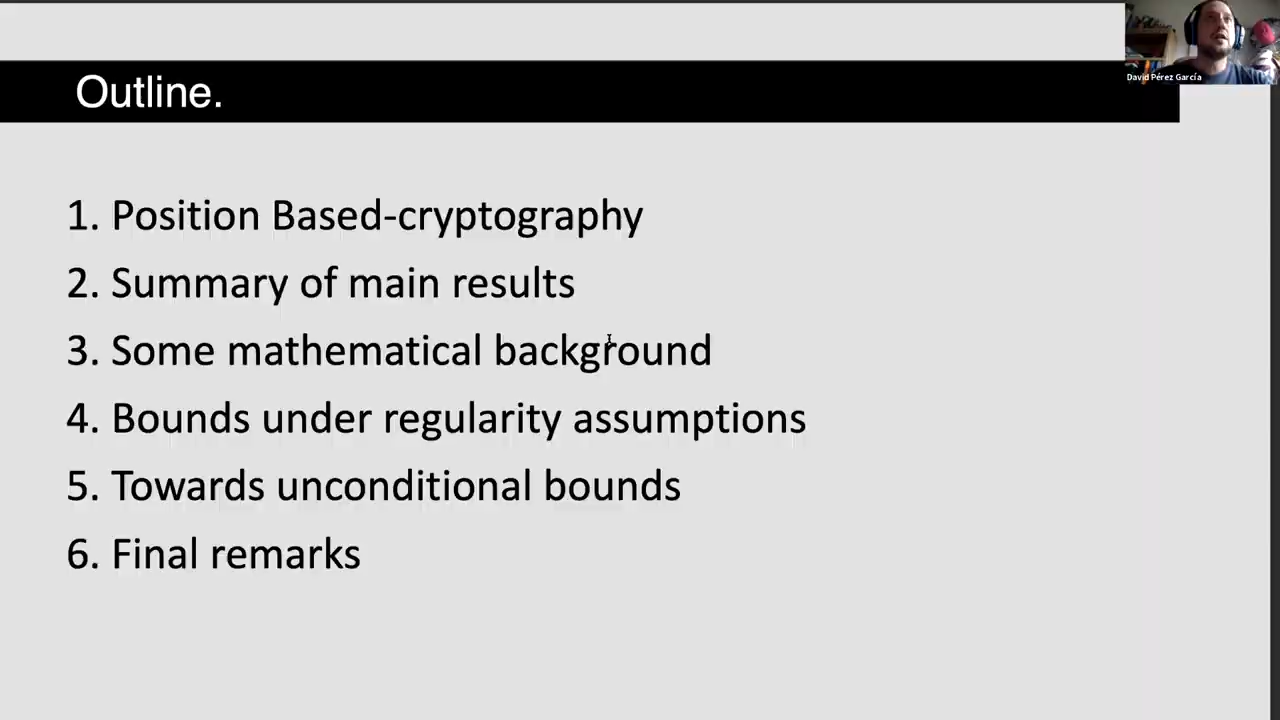 Outline.
David Pérez García
1. Position Based-cryptography
2. Summary of main results
3. Some mathematical background
4. Bounds under regularity assumptions
5. Towards unconditional bounds
6. Final remarks